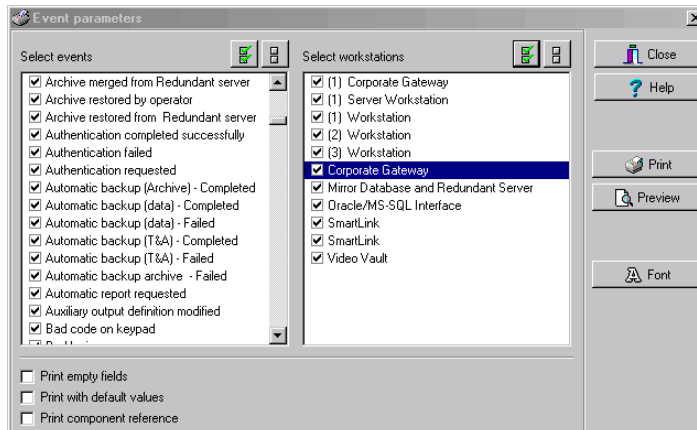 Event parameters
Select events
Archive merged from Redundant server
Archive restored by operator
Archive restored from Redundant server
Authentication completed successfully
Authentication failed
Authentication requested
Automatic backup (Archive) - Completed
Automatic backup (data) - Completed
Automatic backup (data) - Failed
Automatic backup (T&A) - Completed
Automatic backup (T&A) - Failed
Automatic backup archive - Failed
Automatic report requested
Auxiliary output definition modified
Bad code on keypad
Select workstations
(1) Corporate Gateway
(1) Server Workstation
(1) Workstation
(2) Workstation
(3) Workstation
Corporate Gateway
Mirror Database and Redundant Server
Oracle/MS-SQL Interface
SmartLink
SmartLink
Video Vault
Close
Help
Print
Preview
Font
Print empty fields
Print with default values
Print component reference